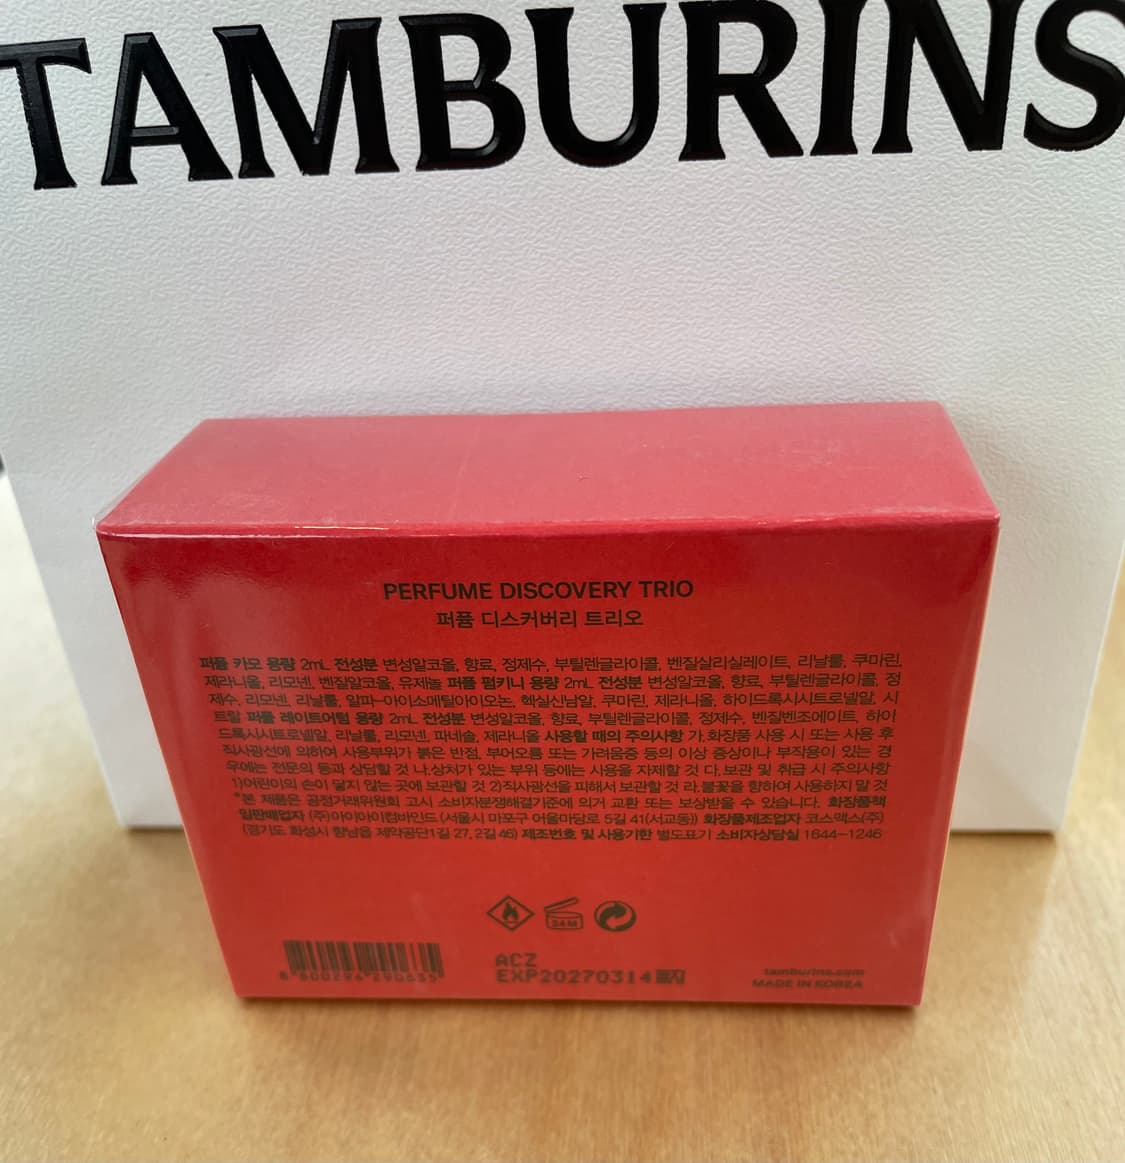 TAMBURINS
PERFUME DISCOVERY TRIO
퍼퓸 디스커버리 트리오
퍼퓸 카모 용량 2mL 전성분 변성알코올, 향료, 정제수, 부틸렌글라이콜, 벤질살리실레이트, 리날룰, 쿠마린,
제라니올, 리모넨, 벤질알코올, 유제놀 퍼퓸 펌키니 용량 2mL 전성분 변성알코올, 향료, 부틸렌글라이콜, 정
제수, 리모넨, 리날룰, 알파-아이소메틸아이오논, 헥실신남알, 쿠마린, 제라니올, 하이드록시시트로넬알, 시
트랄 퍼퓸 레이트어텀 용량 2mL 전성분 변성알코올, 향료, 부틸렌글라이콜, 정제수, 벤질벤조에이트, 하이
드록시시트로넬알, 리날룰, 리모넨, 파네솔, 제라니올 사용할 때의 주의사항 가.화장품 사용 시 또는 사용 후
직사광선에 의하여 사용부위가 붉은 반점, 부어오름 또는 가려움증 등의 이상 증상이나 부작용이 있는 경
우에는 전문의 등과 상담할 것 나.상처가 있는 부위 등에는 사용을 자제할 것 다.보관 및 취급 시 주의사항
1)어린이의 손이 닿지 않는 곳에 보관할 것 2)직사광선을 피해서 보관할 것 라.불꽃을 향하여 사용하지 말 것
*본 제품은 공정거래위원회 고시 소비자분쟁해결기준에 의거 교환 또는 보상받을 수 있습니다. 화장품책
임판매업자 (주)아이아이컴바인드 (서울시 마포구 어울마당로 5길 41(서교동)) 화장품제조업자 코스맥스(주)
(경기도 화성시 향남읍 제약공단1길 27, 2길 46) 제조번호 및 사용기한 별도표기 소비자상담실 1644-1246
24M
ACZ
EXP20270314까지
tamburins.com
MADE IN KOREA